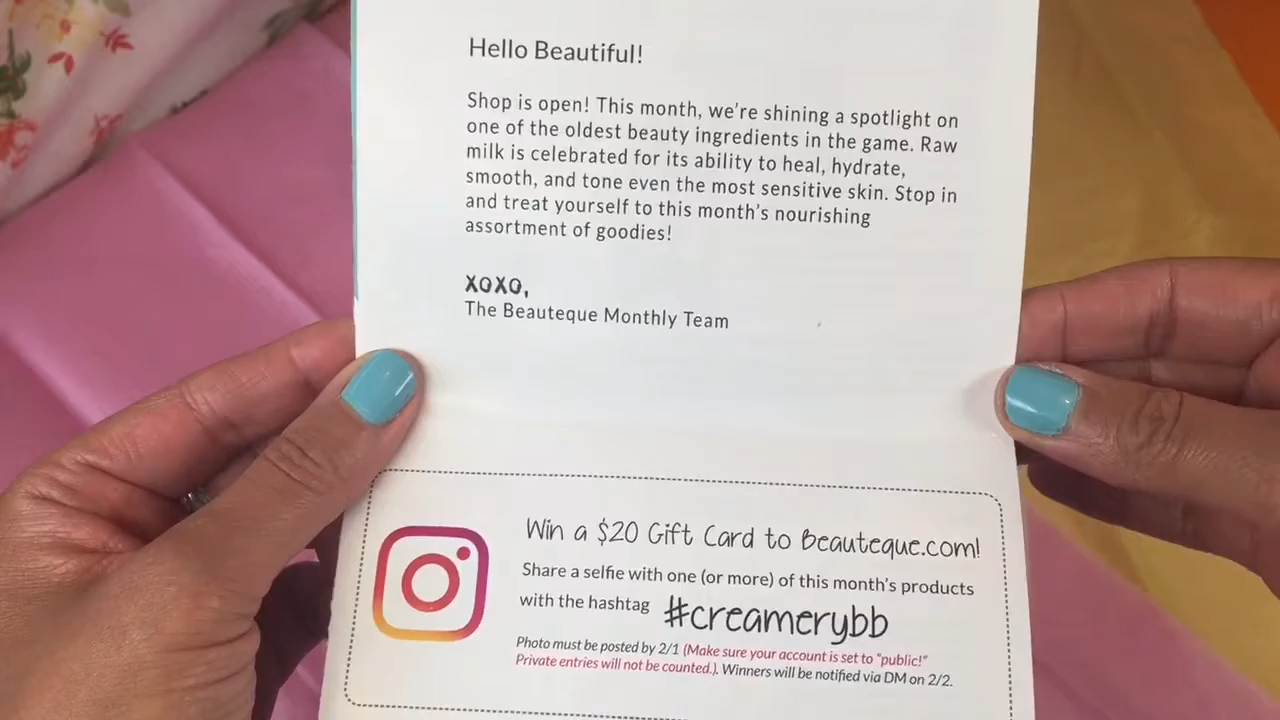 Hello Beautiful!
Shop is open! This month, we're shining a spotlight on
one of the oldest beauty ingredients in the game. Raw
milk is celebrated for its ability to heal, hydrate,
smooth, and tone even the most sensitive skin. Stop in
and treat yourself to this month's nourishing
assortment of goodies!
XOXO,
The Beauteque Monthly Team
Win a $20 Gift Card to Beauteque.com!
Share a selfie with one (or more) of this month's products
with the hashtag #creamerybb
Photo must be posted by 2/1 (Make sure your account is set to "public!"
Private entries will not be counted.). Winners will be notified via DM on 2/2.